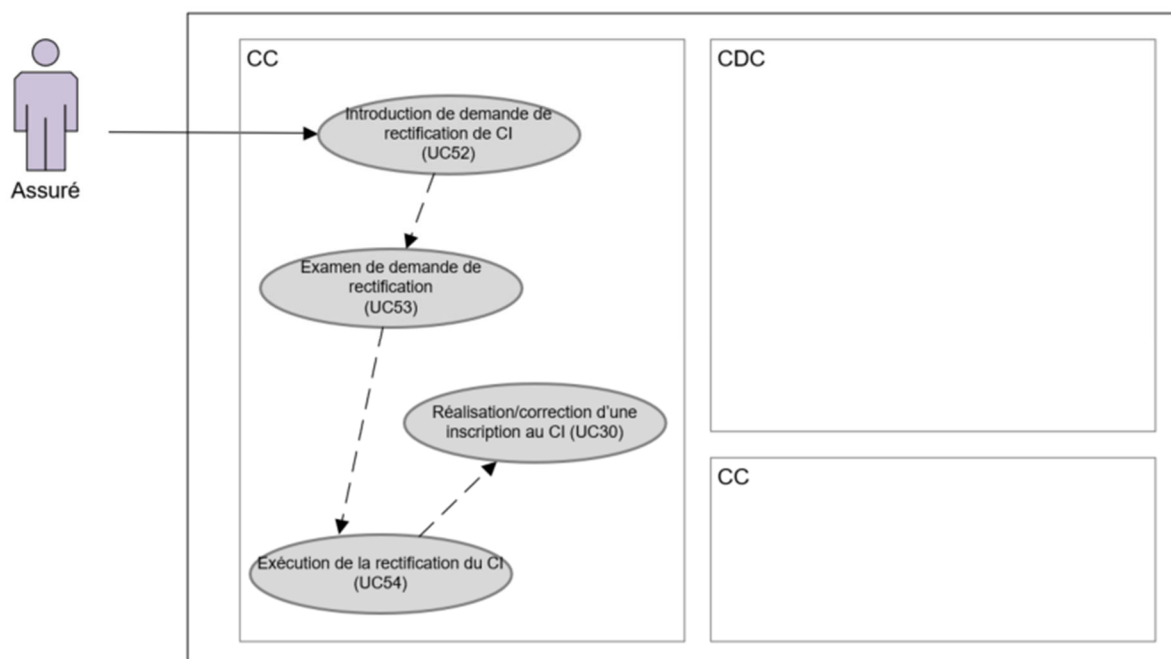 CC
CDC
Introduction de demande de
rectification de CI
(UC52)
Assuré
Examen de demande de
rectification
(UC53)
Réalisation/correction d'une
inscription au CI (UC30)
CC
Exécution de la rectification du CI
(UC54)